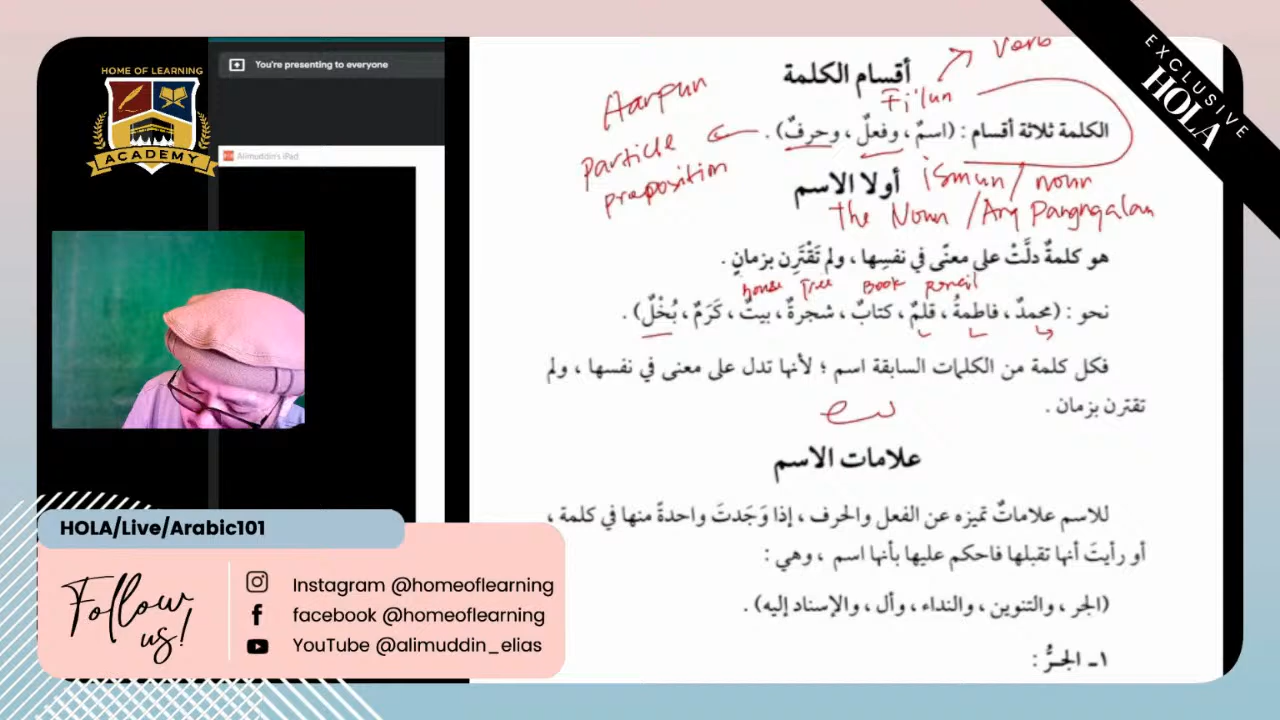 HOME OF LEARNING
ACADEMY
You're presenting to everyone
Alimuddin's iPad
EXCLUSIVE
HOLA
Verb
أقسام الكلمة
Fi'lun
الكلمة ثلاثة أقسام : (اسمٌ ، وفعلٌ ، وحرفٌ) .
particle
preposition
أولا الاسم
ismun / noun
the Noun / Ang Pangngalan
هو كلمةٌ دلَّتْ على معنًى في نفسِها ، ولم تَقْتَرِن بزمانٍ .
house Tree Book pencil
نحو : (محمدٌ ، فاطمةُ ، قلمٌ ، كتابٌ ، شجرةٌ ، بيتٌ ، كَرَمٌ ، بُخْلٌ) .
فكل كلمة من الكلمات السابقة اسم ؛ لأنها تدل على معنى في نفسها ، ولم
تقترن بزمان .
علامات الاسم
للاسم علاماتٌ تميزه عن الفعل والحرف ، إذا وَجَدتَ واحدةً منها في كلمة ،
أو رأيتَ أنها تقبلها فاحكم عليها بأنها اسم ، وهي :
(الجر ، والتنوين ، والنداء ، وأل ، والإسناد إليه) .
١ـ الجـرُّ :
HOLA/Live/Arabic101
Follow
us!
Instagram @homeoflearning
facebook @homeoflearning
YouTube @alimuddin_elias